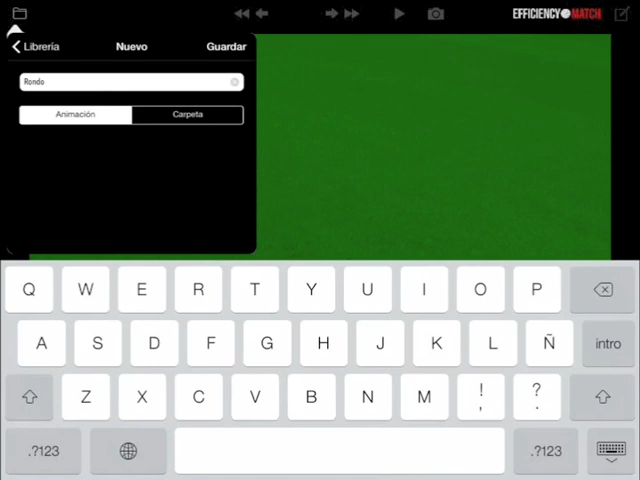 EFFICIENCY MATCH
Librería Nuevo Guardar
Rondo
Animación Carpeta
Q W E R T Y U I O P
A S D F G H J K L Ñ intro
Z X C V B N M ! , ? .
.?123 .?123